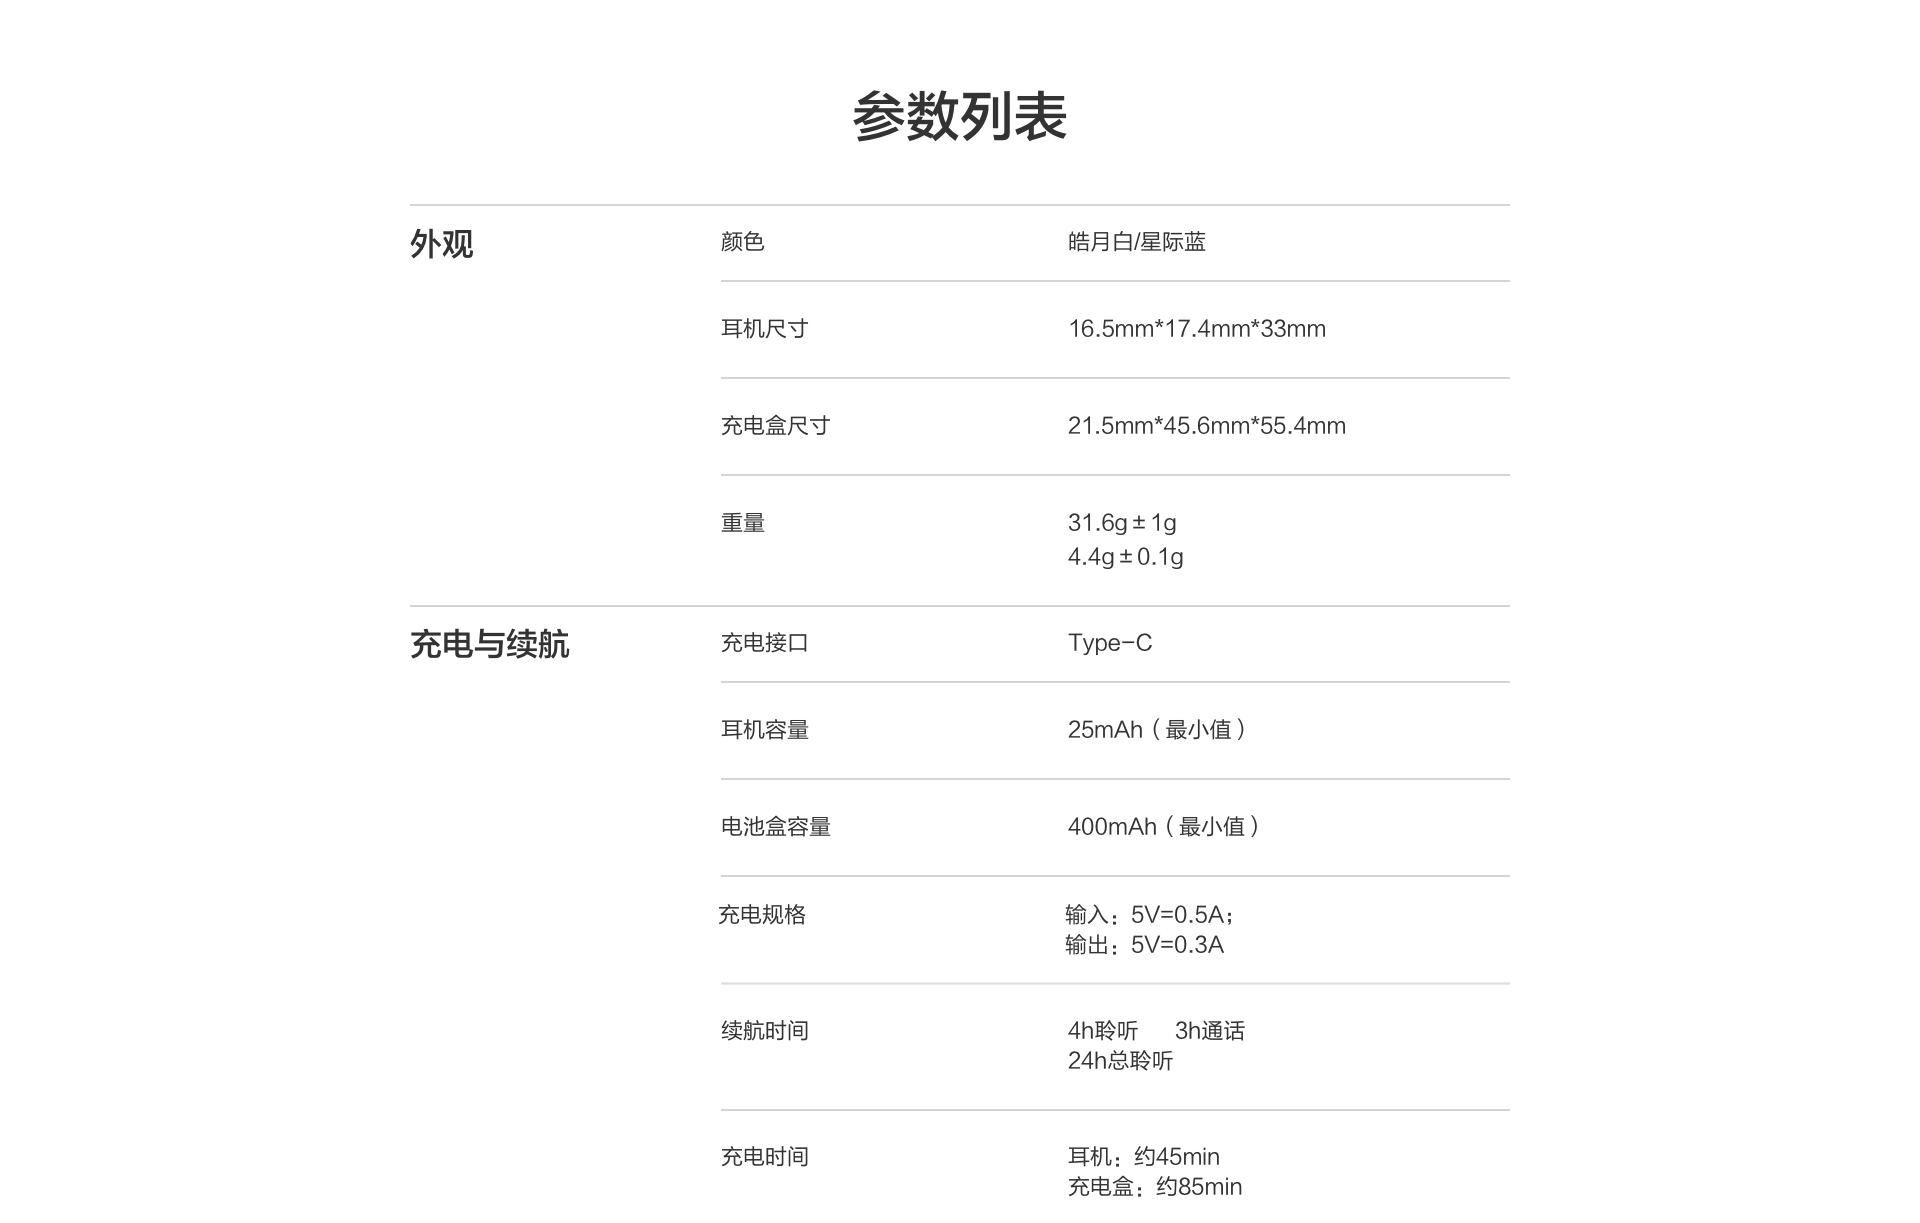 参数列表
外观
颜色
皓月白/星际蓝
耳机尺寸
16.5mm*17.4mm*33mm
充电盒尺寸
21.5mm*45.6mm*55.4mm
重量
31.6g±1g
4.4g±0.1g
充电与续航
充电接口
Type-C
耳机容量
25mAh（最小值）
电池盒容量
400mAh（最小值）
充电规格
输入：5V=0.5A；
输出：5V=0.3A
续航时间
4h聆听 3h通话
24h总聆听
充电时间
耳机：约45min
充电盒：约85min